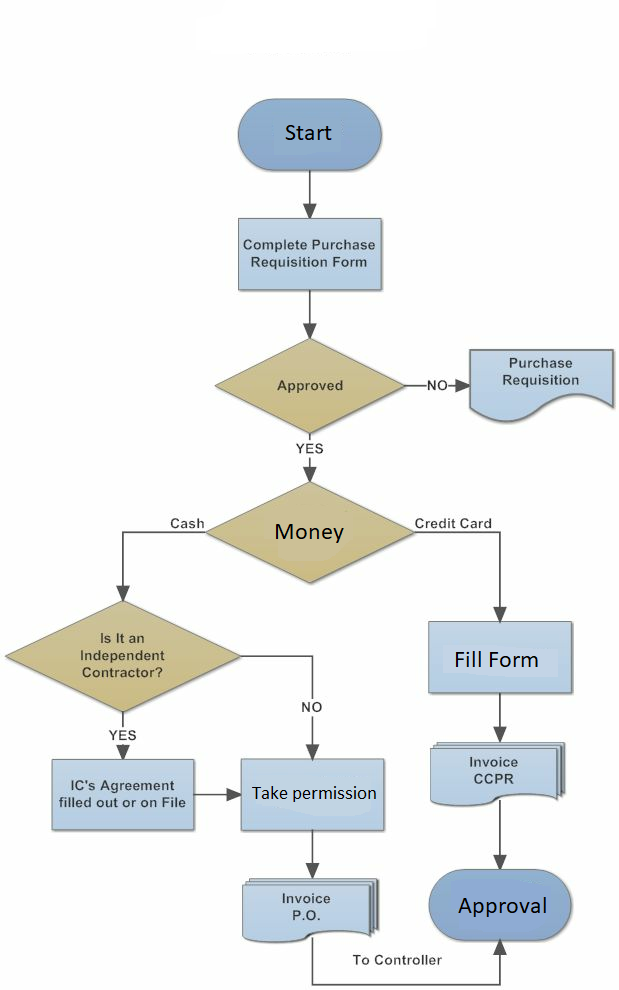 Start
Complete Purchase
Requisition Form
Approved
NO
Purchase
Requisition
YES
Cash
Money
Credit Card
Is It an
Independent
Contractor?
Fill Form
NO
YES
Invoice
CCPR
IC's Agreement
filled out or on File
Take permission
Invoice
P.O.
Approval
To Controller